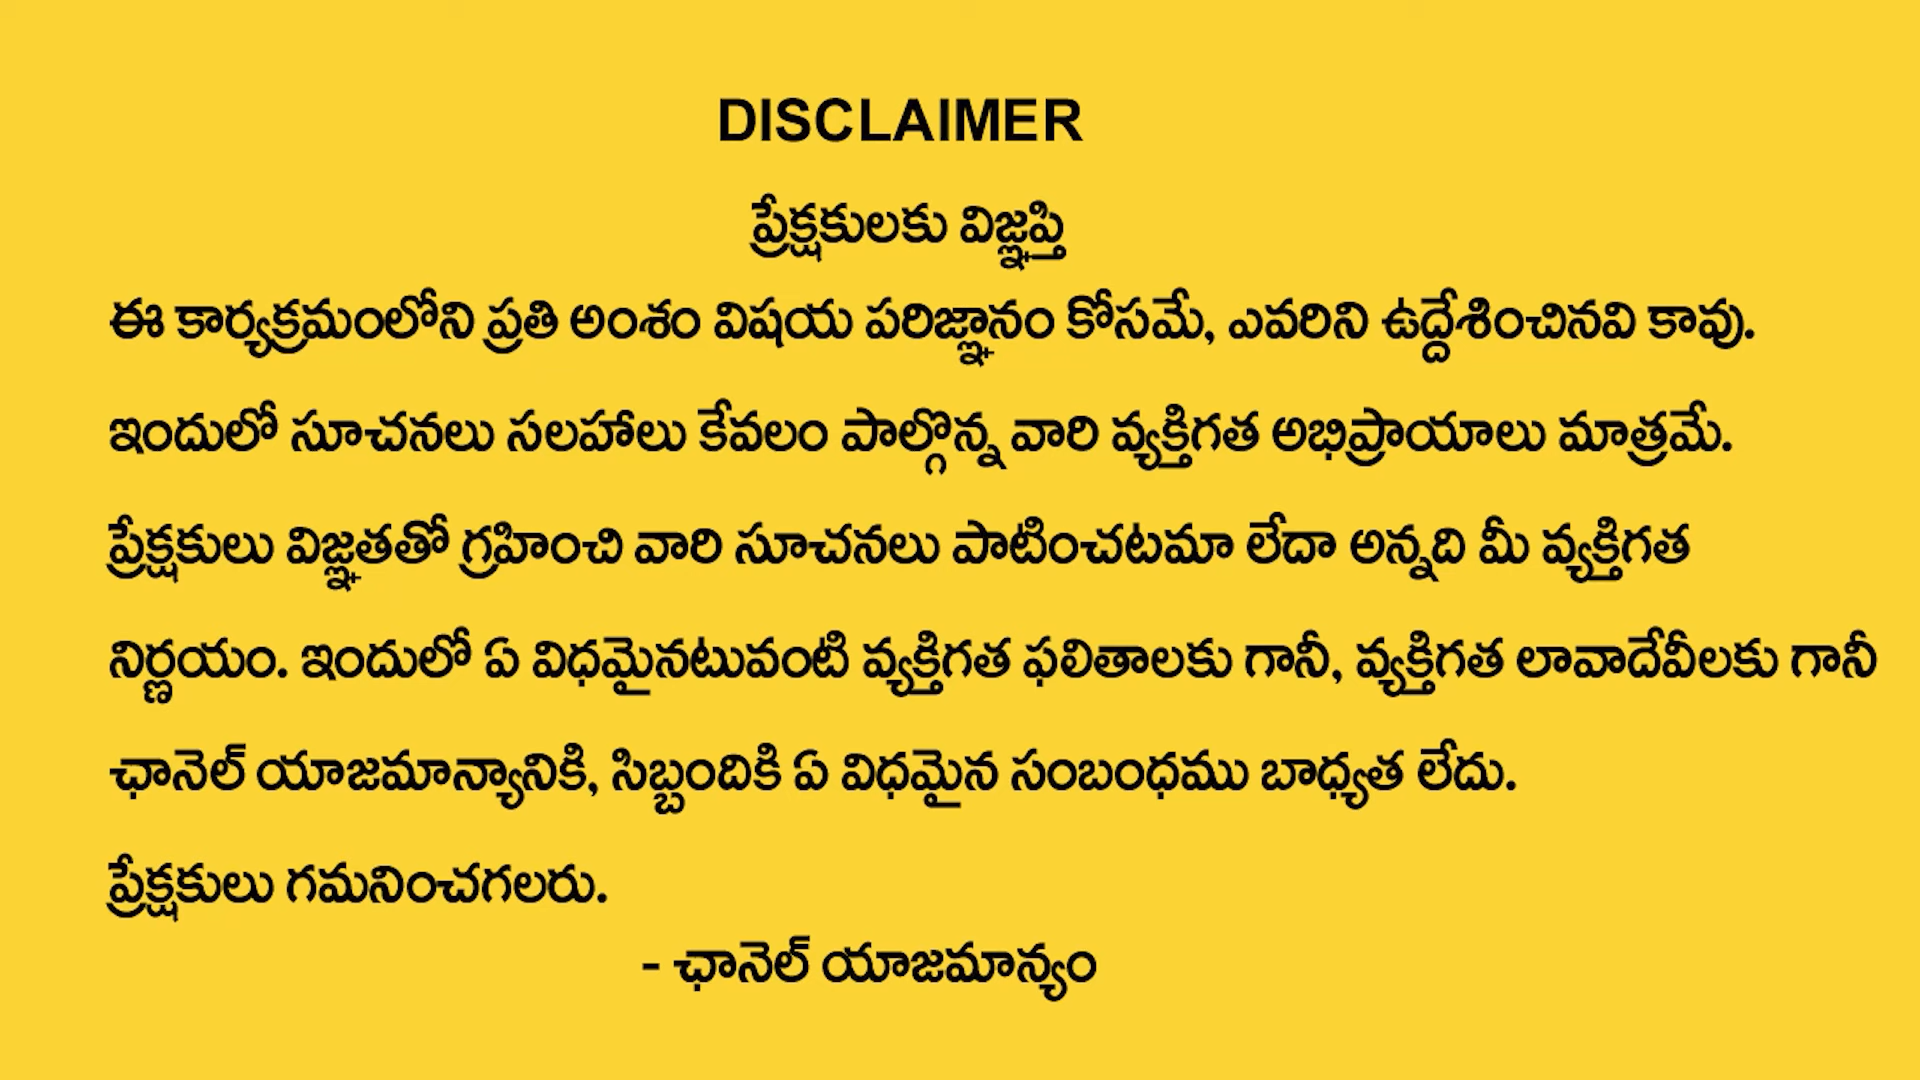 DISCLAIMER
ప్రేక్షకులకు విజ్ఞప్తి
ఈ కార్యక్రమంలోని ప్రతి అంశం విషయ పరిజ్ఞానం కోసమే, ఎవరిని ఉద్దేశించినవి కావు.
ఇందులో సూచనలు సలహాలు కేవలం పాల్గొన్న వారి వ్యక్తిగత అభిప్రాయాలు మాత్రమే.
ప్రేక్షకులు విజ్ఞతతో గ్రహించి వారి సూచనలు పాటించటమా లేదా అన్నది మీ వ్యక్తిగత
నిర్ణయం. ఇందులో ఏ విధమైనటువంటి వ్యక్తిగత ఫలితాలకు గానీ, వ్యక్తిగత లావాదేవీలకు గానీ
ఛానెల్ యాజమాన్యానికి, సిబ్బందికి ఏ విధమైన సంబంధము బాధ్యత లేదు.
ప్రేక్షకులు గమనించగలరు.
- ఛానెల్ యాజమాన్యం